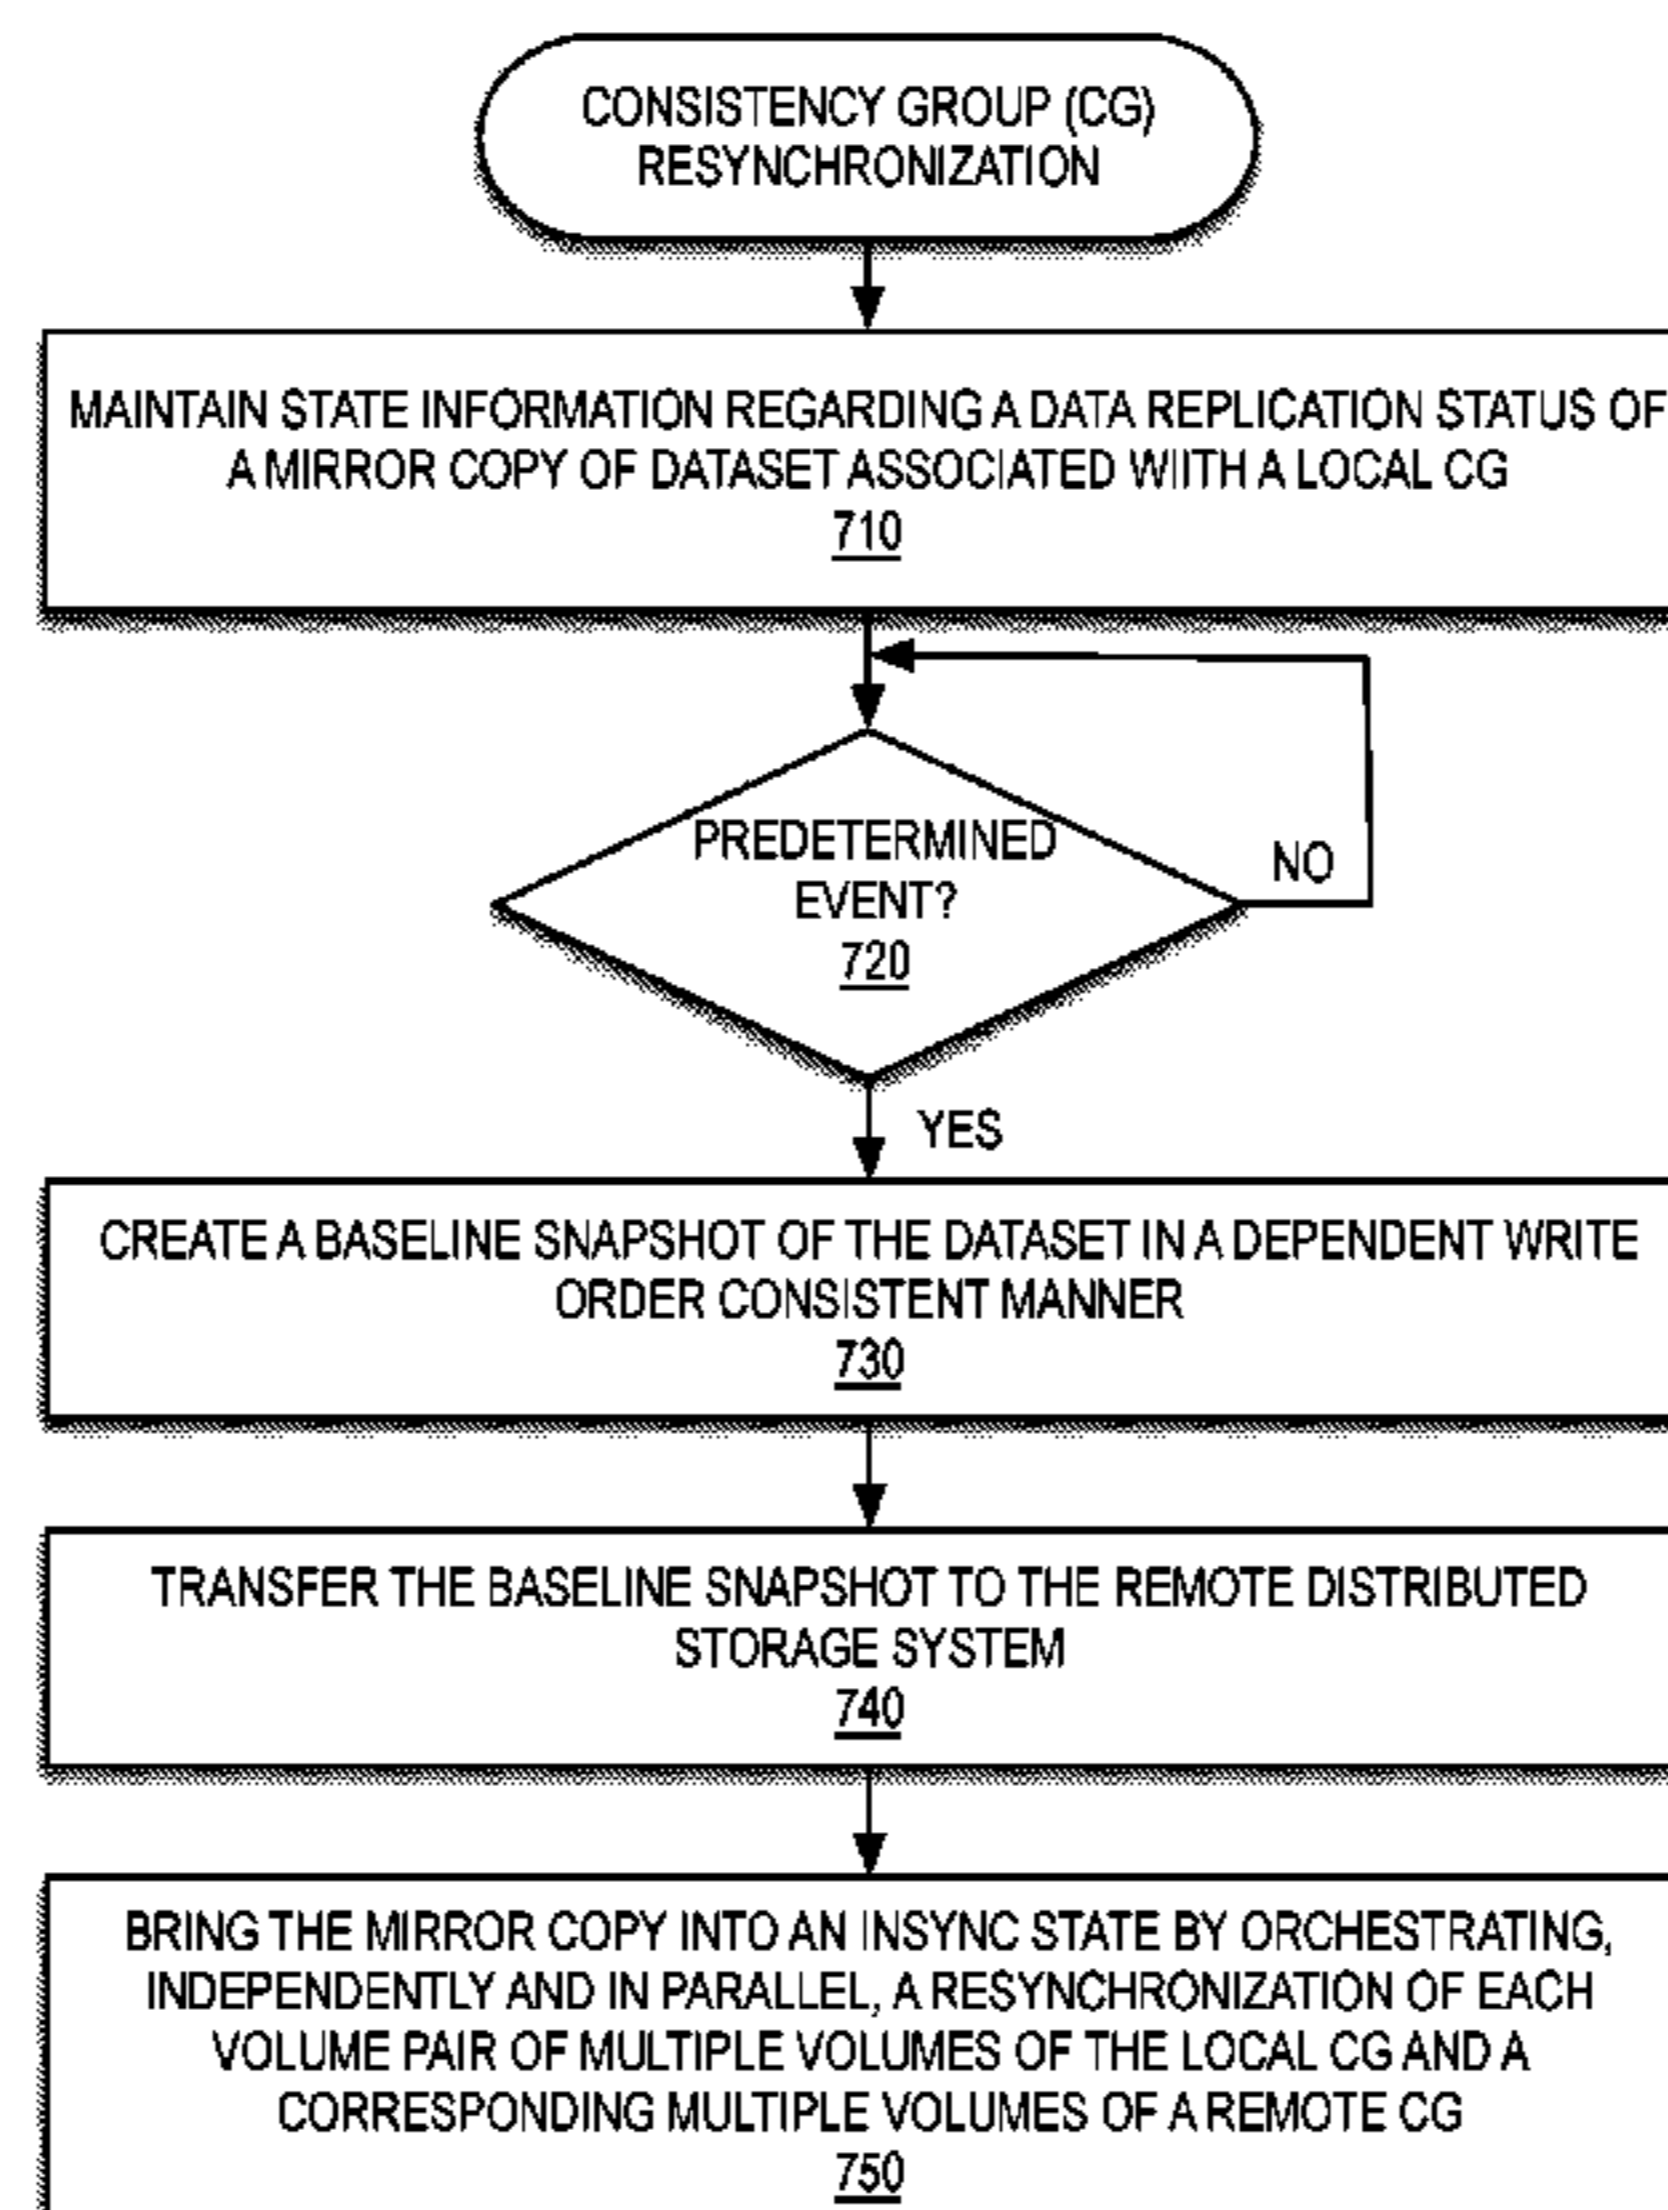 CONSISTENCY GROUP (CG)
RESYNCHRONIZATION
MAINTAIN STATE INFORMATION REGARDING A DATA REPLICATION STATUS OF
A MIRROR COPY OF DATASET ASSOCIATED WIITH A LOCAL CG
710
PREDETERMINED
EVENT?
720
NO
YES
CREATE A BASELINE SNAPSHOT OF THE DATASET IN A DEPENDENT WRITE
ORDER CONSISTENT MANNER
730
TRANSFER THE BASELINE SNAPSHOT TO THE REMOTE DISTRIBUTED
STORAGE SYSTEM
740
BRING THE MIRROR COPY INTO AN INSYNC STATE BY ORCHESTRATING,
INDEPENDENTLY AND IN PARALLEL, A RESYNCHRONIZATION OF EACH
VOLUME PAIR OF MULTIPLE VOLUMES OF THE LOCAL CG AND A
CORRESPONDING MULTIPLE VOLUMES OF A REMOTE CG
750